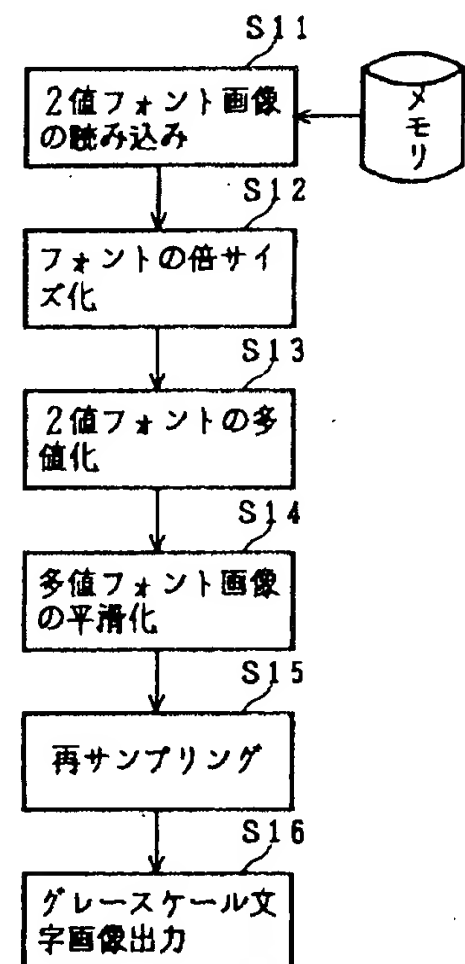 S11
2値フォント画像
の読み込み
メモリ
S12
フォントの倍サイ
ズ化
S13
2値フォントの多
値化
S14
多値フォント画像
の平滑化
S15
再サンプリング
S16
グレースケール文
字画像出力